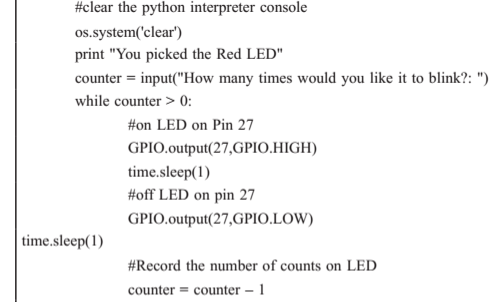 #clear the python interpreter console
os.system('clear')
print "You picked the Red LED"
counter = input("How many times would you like it to blink?: ")
while counter > 0:
#on LED on Pin 27
GPIO.output(27,GPIO.HIGH)
time.sleep(1)
#off LED on pin 27
GPIO.output(27,GPIO.LOW)
time.sleep(1)
#Record the number of counts on LED
counter = counter – 1